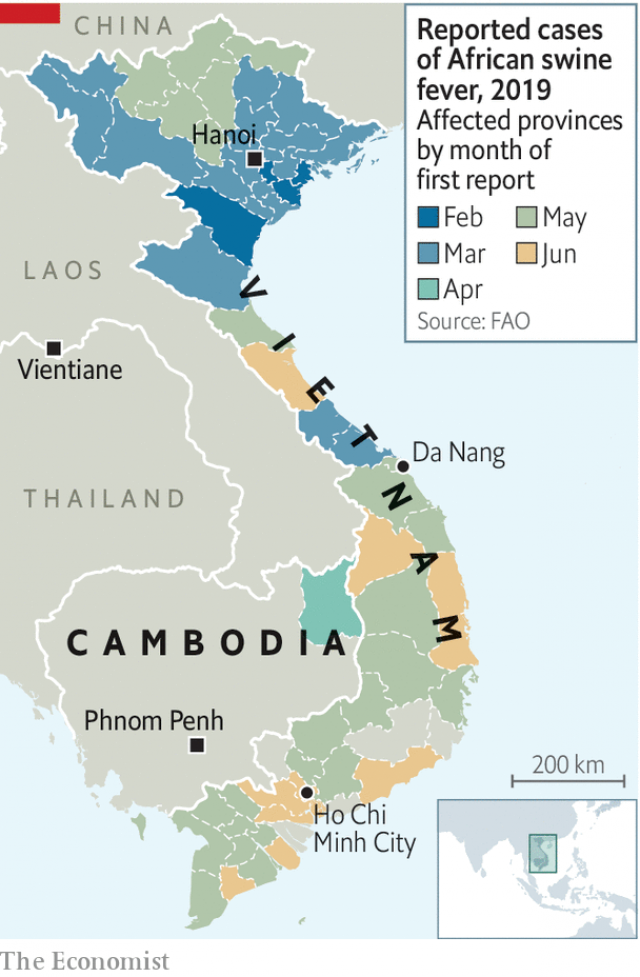 Reported cases
of African swine
fever, 2019
Affected provinces
by month of
first report
Feb
May
Mar
Jun
Apr
Source: FAO
CHINA
Hanoi
LAOS
VIETNAM
Vientiane
Da Nang
THAILAND
CAMBODIA
Phnom Penh
200 km
Ho Chi
Minh City
The Economist